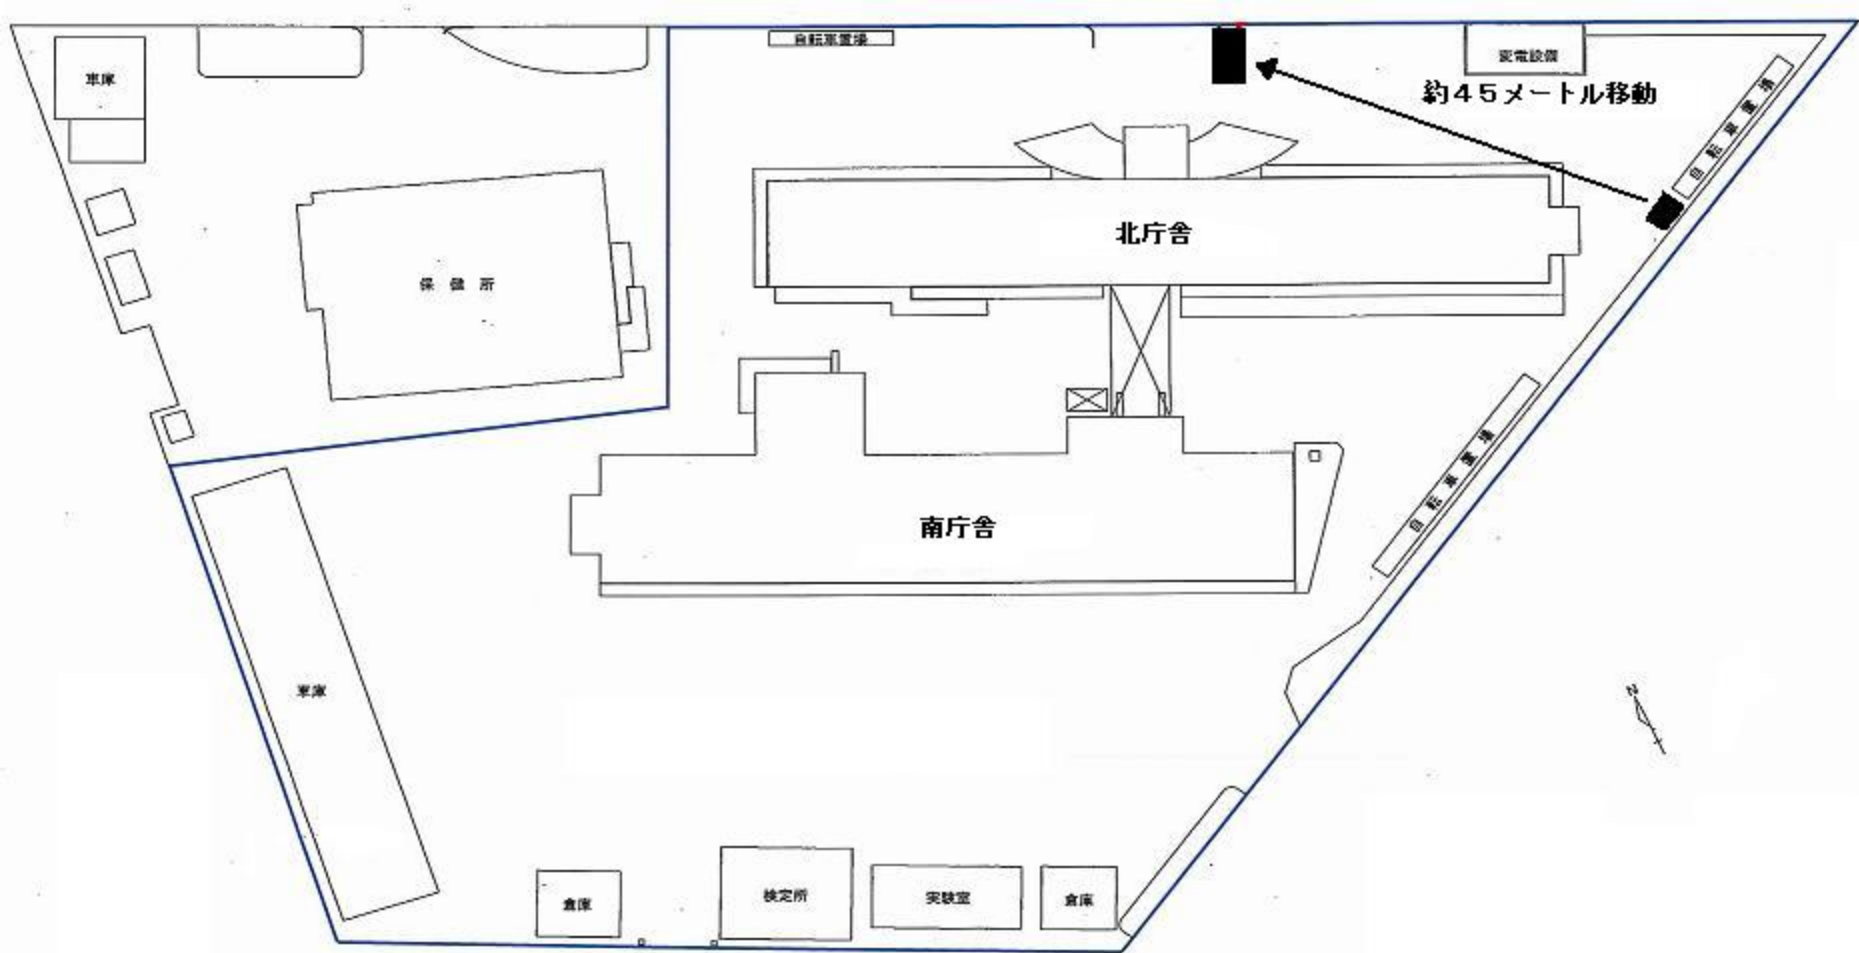 自転車置場
変電設備
車庫
約45メートル移動
自転車置場
北庁舎
保健所
自転車置場
南庁舎
車庫
倉庫
検定所
実験室
倉庫
N